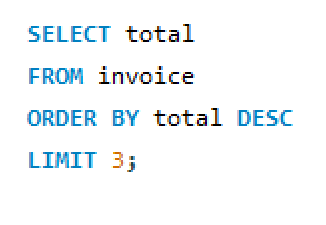 SELECT total
FROM invoice
ORDER BY total DESC
LIMIT 3;